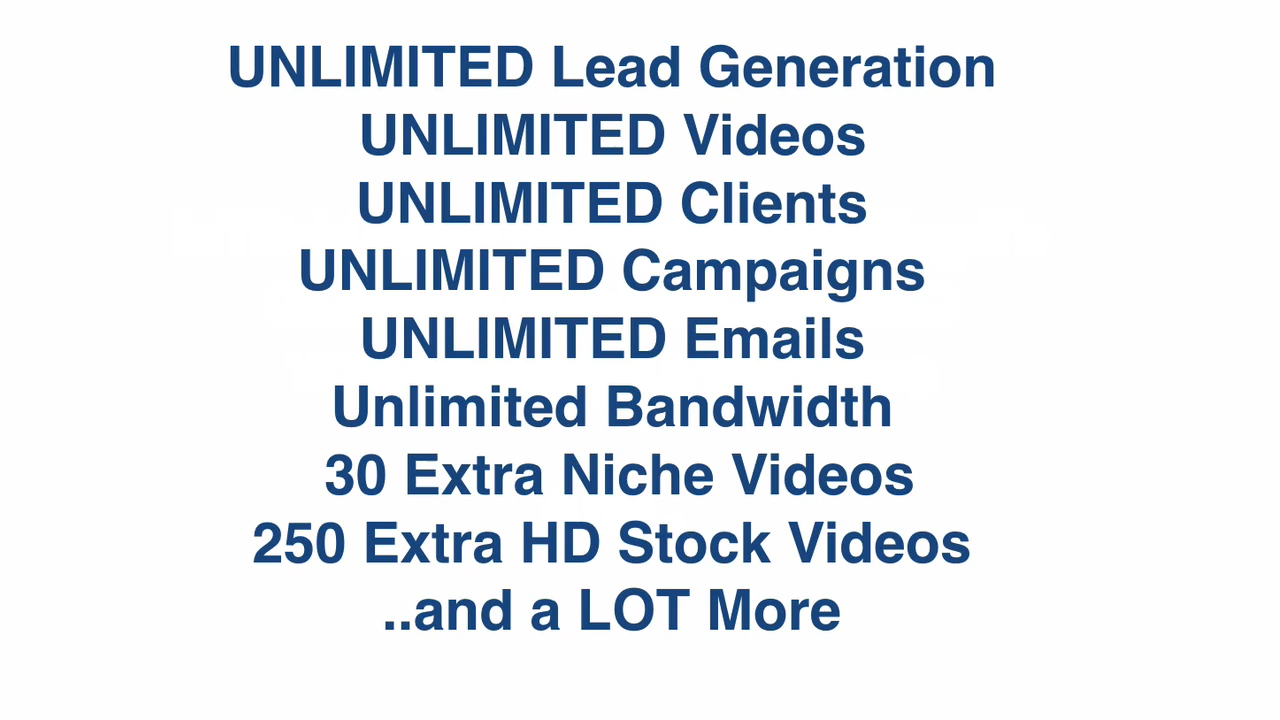 UNLIMITED Lead Generation
UNLIMITED Videos
UNLIMITED Clients
UNLIMITED Campaigns
UNLIMITED Emails
Unlimited Bandwidth
30 Extra Niche Videos
250 Extra HD Stock Videos
..and a LOT More